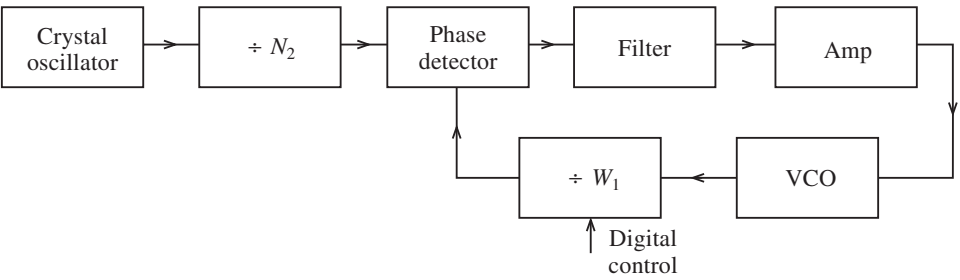 Crystal
oscillator
÷ N₂
Phase
detector
Filter
Amp
÷ W₁
VCO
Digital
control